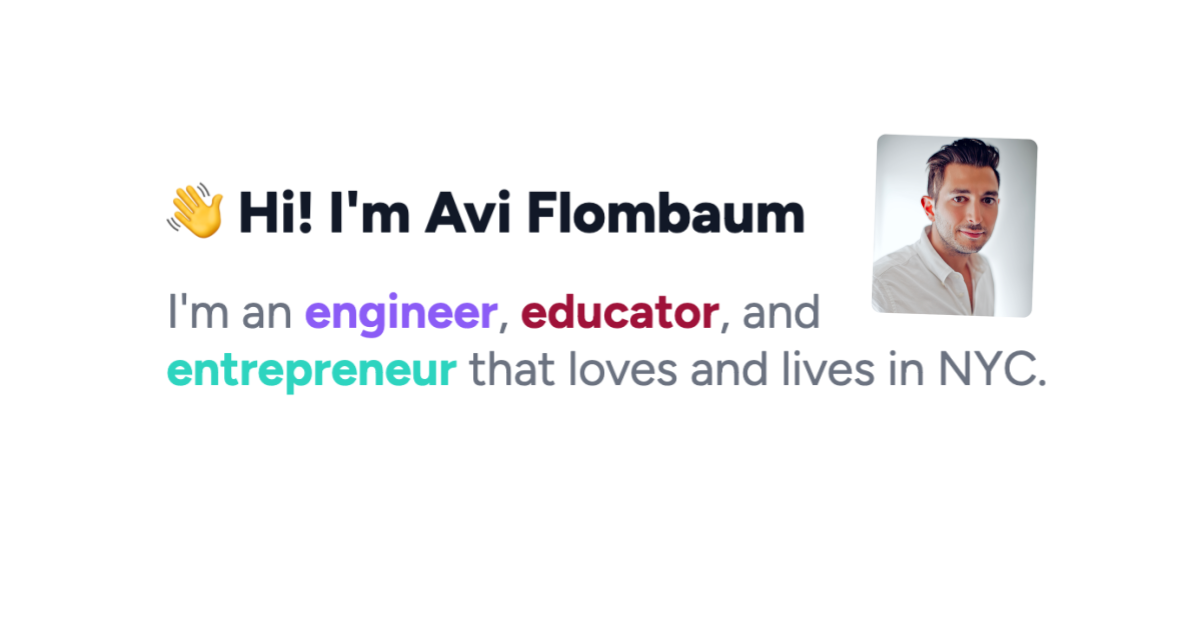 👋 Hi! I'm Avi Flombaum
I'm an engineer, educator, and
entrepreneur that loves and lives in NYC.